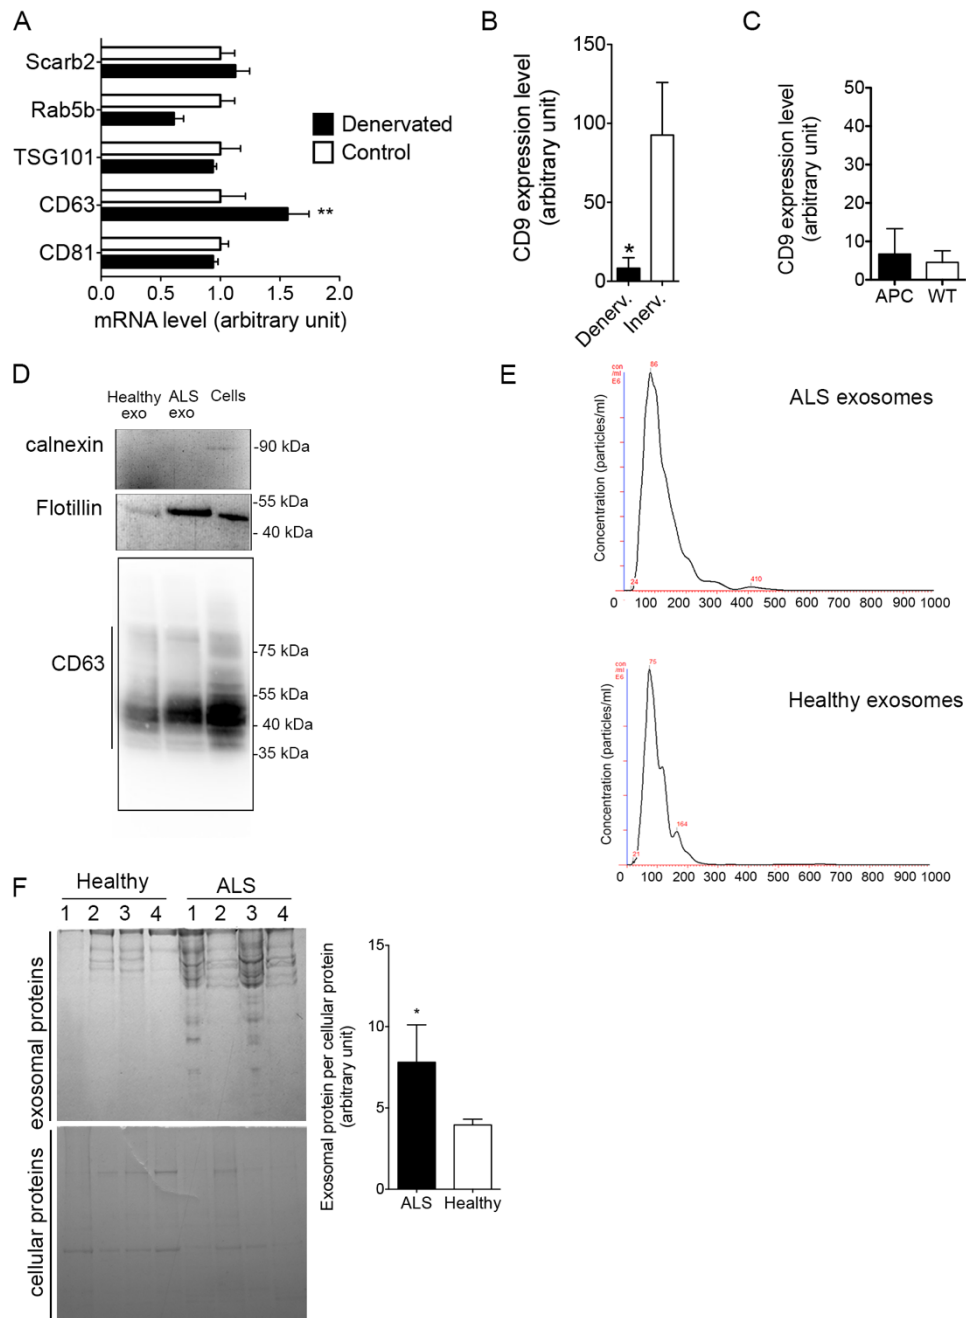 A
Scarb2
Rab5b
TSG101
CD63
CD81
**
Denervated
Control
0.0 0.5 1.0 1.5 2.0
mRNA level (arbitrary unit)
B
CD9 expression level
(arbitrary unit)
150
100
50
0
*
Denerv.
Inerv.
C
CD9 expression level
(arbitrary unit)
50
40
30
20
10
0
APC WT
D
Healthy exo
ALS exo
Cells
calnexin
-90 kDa
Flotillin
-55 kDa
- 40 kDa
CD63
-75 kDa
-55 kDa
- 40 kDa
-35 kDa
E
con
/ml
E6
86
ALS exosomes
Concentration (particles/ml)
24
410
0 100 200 300 400 500 600 700 800 900 1000
con
/ml
E6
75
Healthy exosomes
Concentration (particles/ml)
21
164
0 100 200 300 400 500 600 700 800 900 1000
F
Healthy ALS
1 2 3 4 1 2 3 4
exosomal proteins
cellular proteins
Exosomal protein per cellular protein
(arbitrary unit)
15
10
5
0
*
ALS Healthy